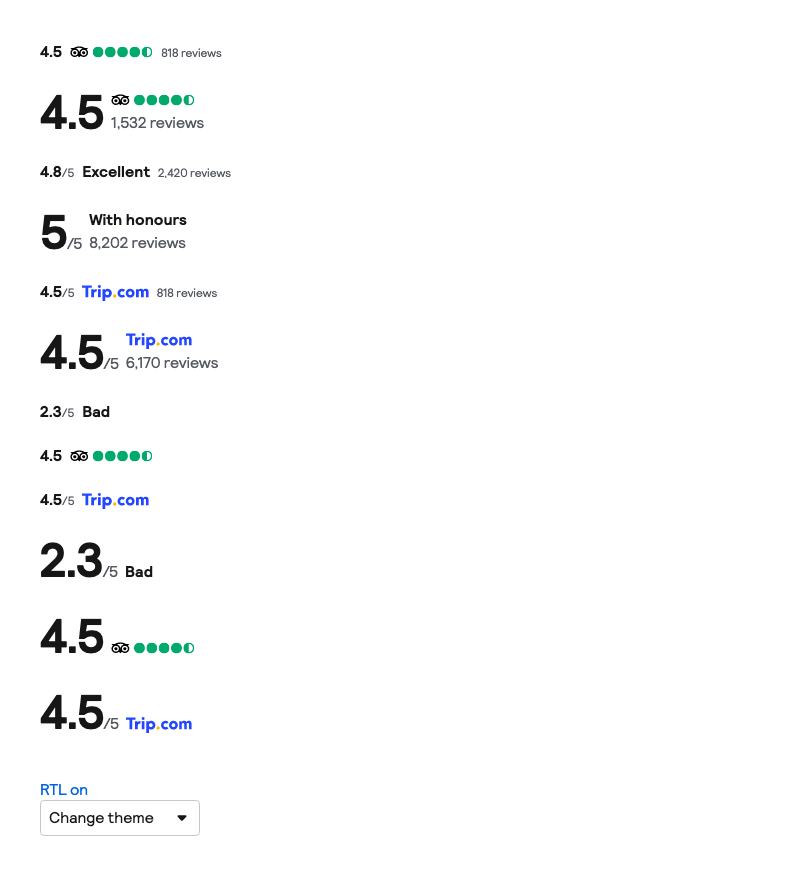 4.5 818 reviews
4.5
1,532 reviews
4.8/5 Excellent 2,420 reviews
5/5 With honours
8,202 reviews
4.5/5 Trip.com 818 reviews
4.5/5 Trip.com
6,170 reviews
2.3/5 Bad
4.5
4.5/5 Trip.com
2.3/5 Bad
4.5
4.5/5 Trip.com
RTL on
Change theme